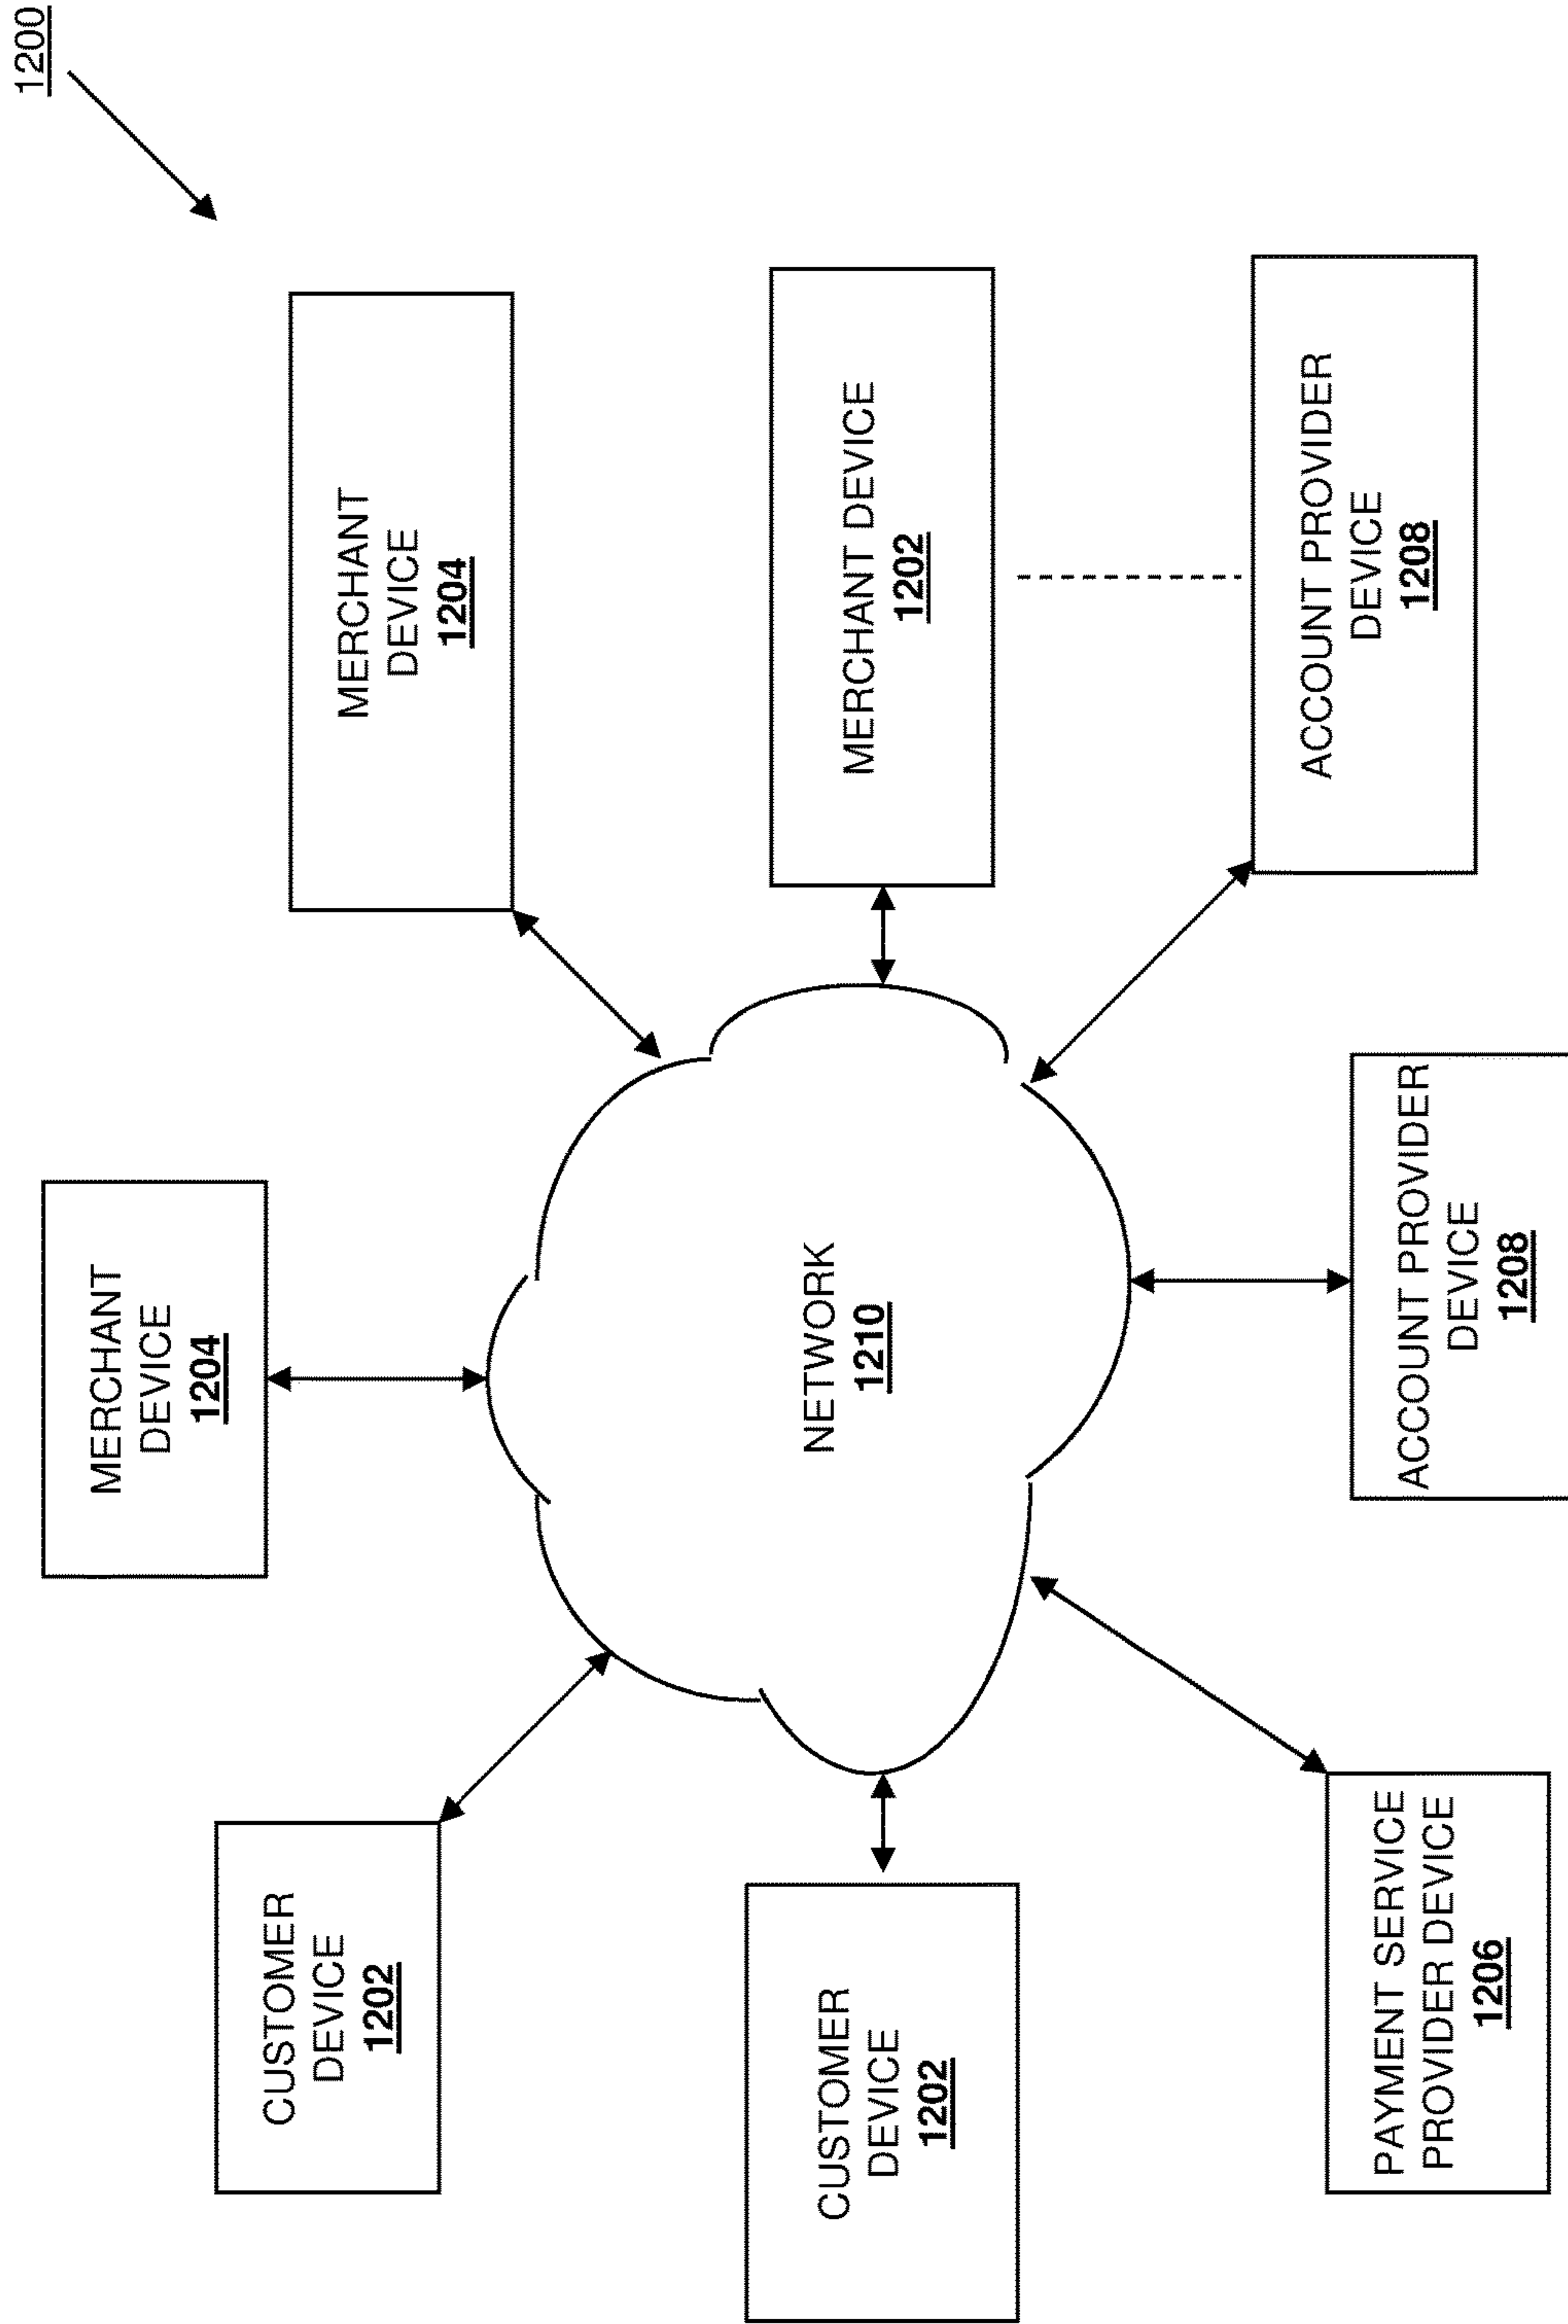 1200
MERCHANT
DEVICE
1204
CUSTOMER
DEVICE
1202
MERCHANT
DEVICE
1204
CUSTOMER
DEVICE
1202
NETWORK
1210
MERCHANT DEVICE
1202
PAYMENT SERVICE
PROVIDER DEVICE
1206
ACCOUNT PROVIDER
DEVICE
1208
ACCOUNT PROVIDER
DEVICE
1208